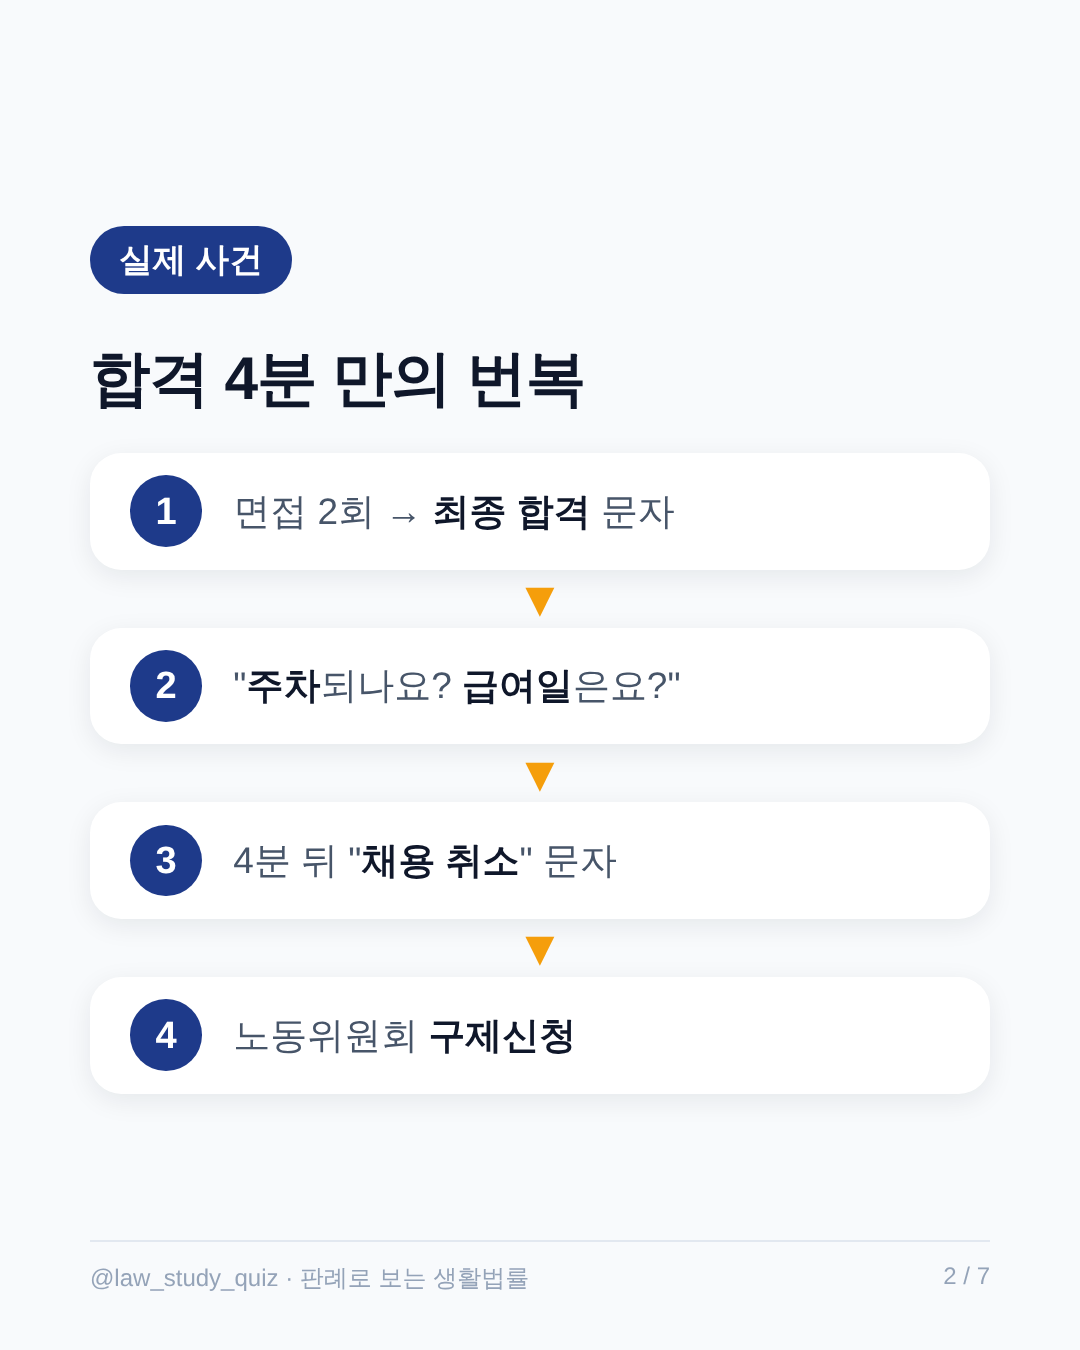 실제 사건
합격 4분 만의 번복
1 면접 2회 → 최종 합격 문자
▼
2 "주차되나요? 급여일은요?"
▼
3 4분 뒤 "채용 취소" 문자
▼
4 노동위원회 구제신청
@law_study_quiz · 판례로 보는 생활법률
2 / 7